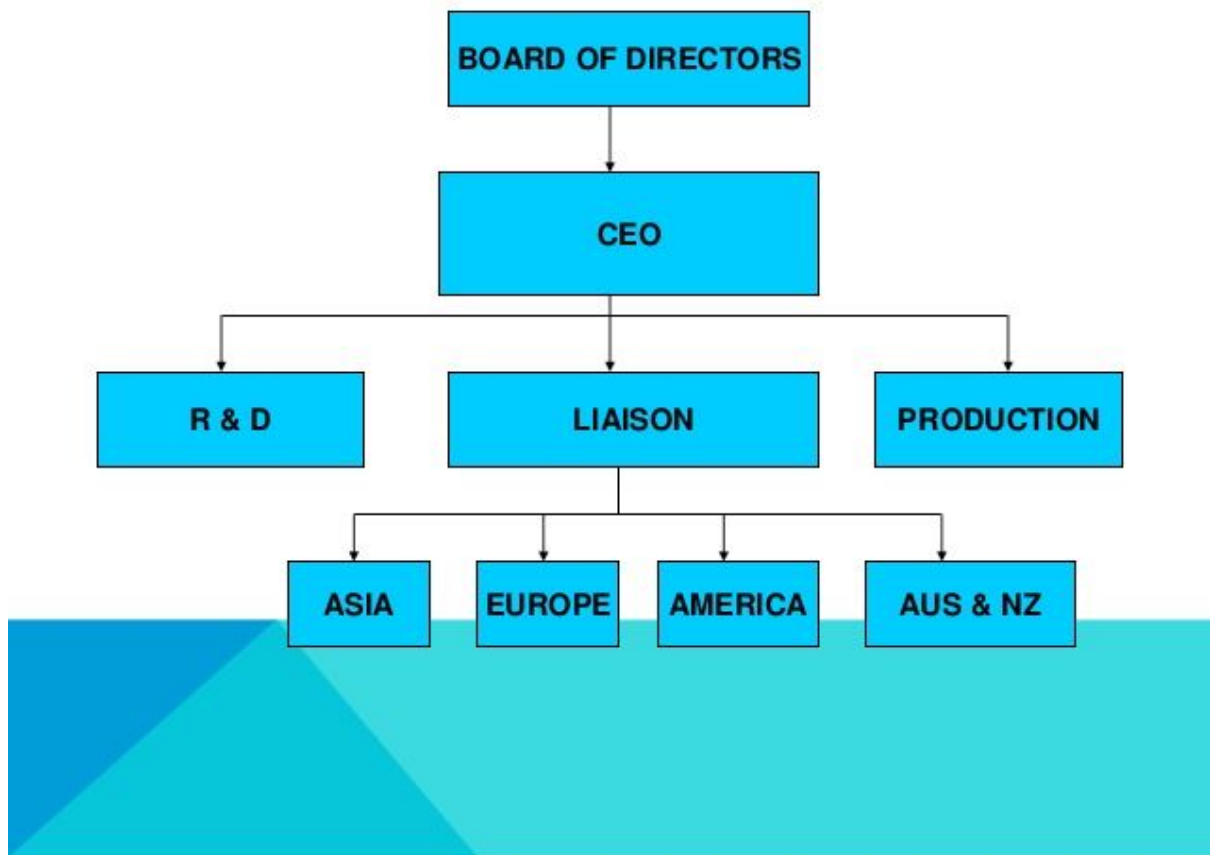 BOARD OF DIRECTORS
CEO
R & D
LIAISON
PRODUCTION
ASIA
EUROPE
AMERICA
AUS & NZ